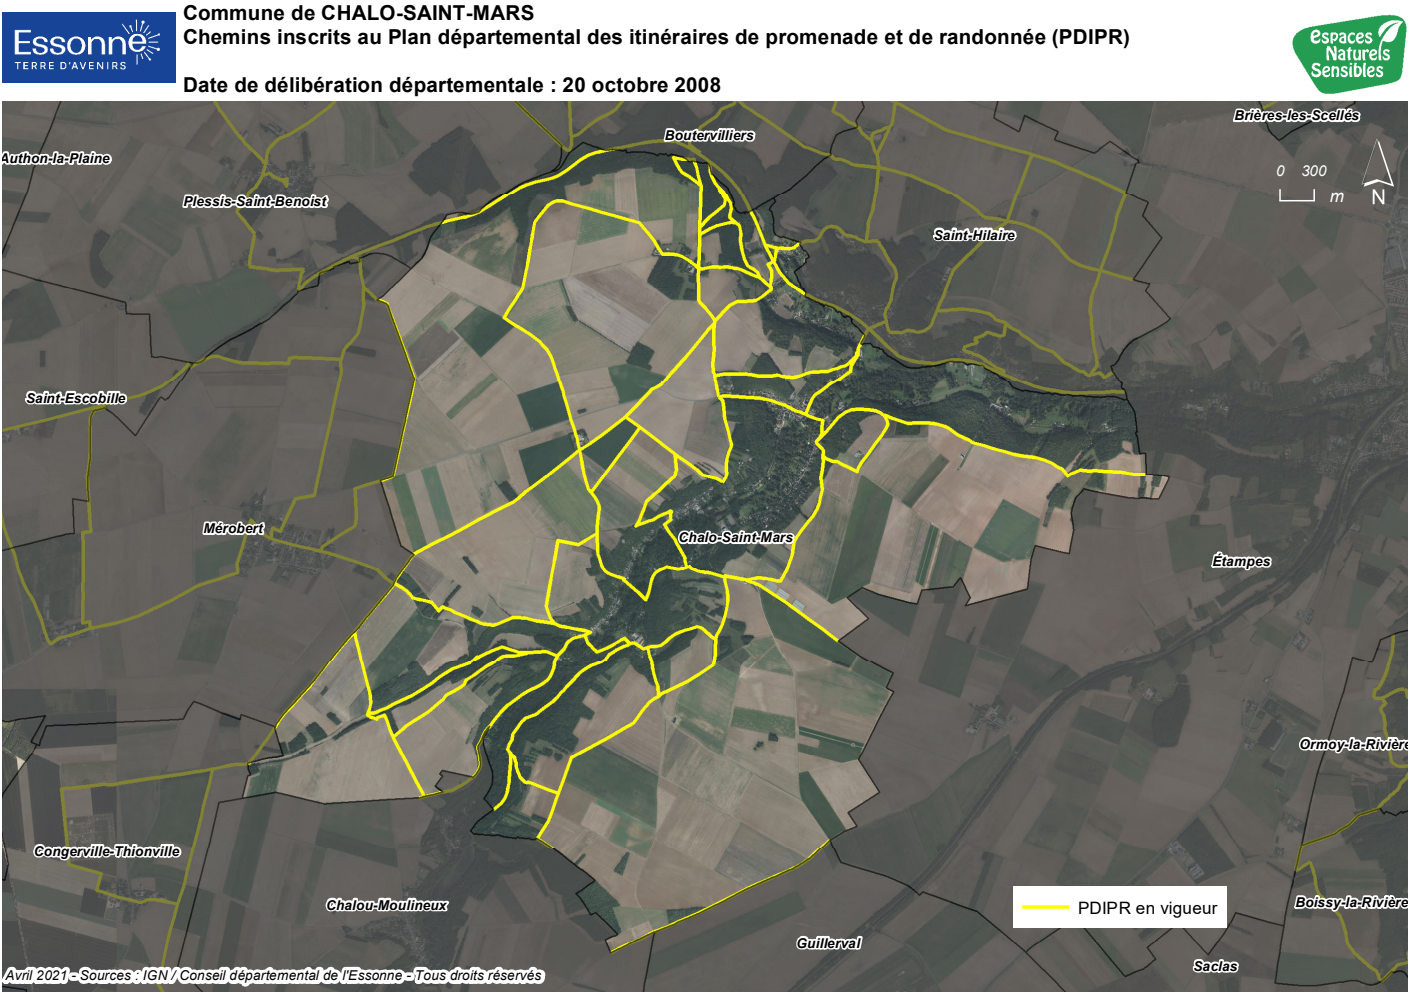 Essonne
TERRE D'AVENIRS
Commune de CHALO-SAINT-MARS
Chemins inscrits au Plan départemental des itinéraires de promenade et de randonnée (PDIPR)
Date de délibération départementale : 20 octobre 2008
espaces
Naturels
Sensibles
Boutervilliers
Brières-les-Scellés
Authon-la-Plaine
0 300
m
N
Plessis-Saint-Benoist
Saint-Hilaire
Saint-Escobille
Mérobert
Chalo-Saint-Mars
Étampes
Ormoy-la-Rivière
Congerville-Thionville
Chalou-Moulineux
Boissy-la-Rivière
PDIPR en vigueur
Guillerval
Saclas
Avril 2021 - Sources : IGN / Conseil départemental de l'Essonne - Tous droits réservés